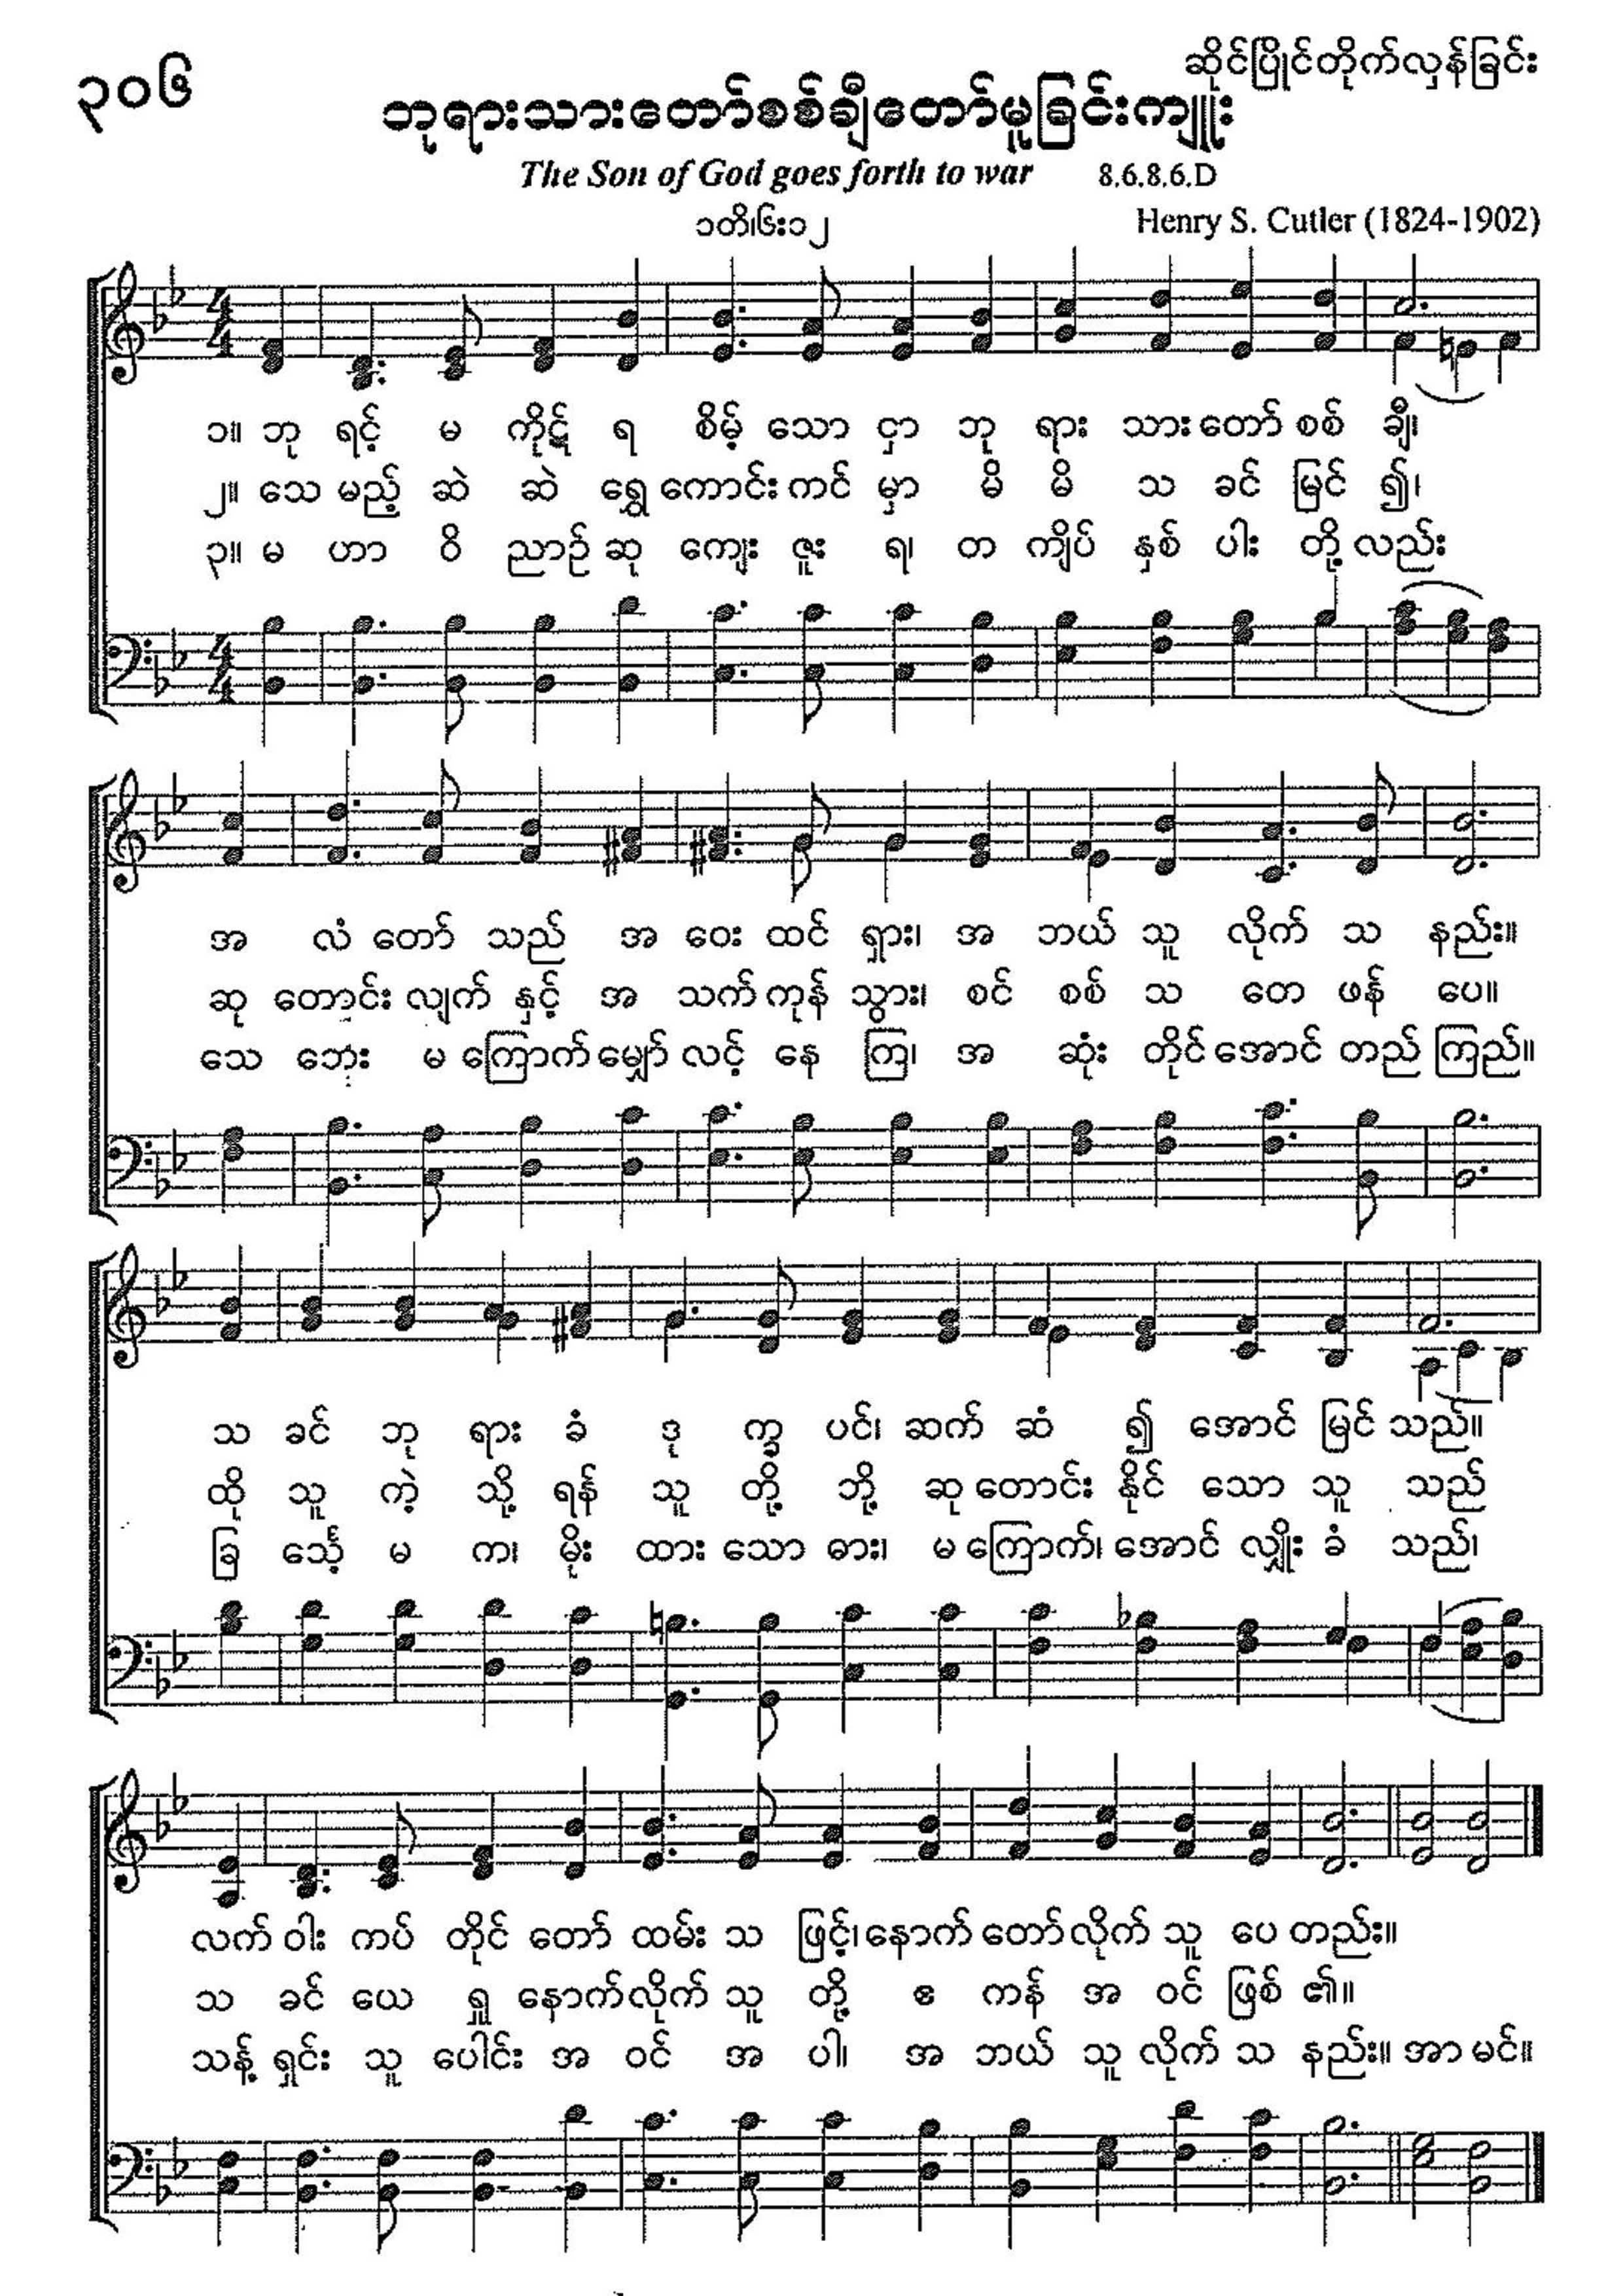 ၃၀၆
ဆိုင်ပြိုင်တိုက်လှန်ခြင်း
ဘုရားသားတော်စစ်ချီတော်မူခြင်းကျူး
The Son of God goes forth to war 8.6.8.6.D
၁တိ၊၆း၁၂
Henry S. Cutler (1824-1902)
၁။ ဘု ရင့် မ ကိုဋ် ရ စိမ့် သော ငှာ ဘု ရား သား တော် စစ် ချီ၊
၂။ သေ မည့် ဆဲ ဆဲ ရွှေ ကောင်း ကင် မှာ မိ မိ သ ခင် မြင် ၍၊
၃။ မ ဟာ ဝိ ညာဉ် ဆု ကျေး ဇူး ရ၊ တ ကျိပ် နှစ် ပါး တို့ လည်း
အ လံ တော် သည် အ ဝေး ထင် ရှား၊ အ ဘယ် သူ လိုက် သ နည်း။
ဆု တောင်း လျက် နှင့် အ သက် ကုန် သွား၊ စင် စစ် သ တေ ဖန် ပေ။
သေ ဘေး မ ကြောက် မျှော် လင့် နေ ကြ၊ အ ဆုံး တိုင် အောင် တည် ကြည်။
သ ခင် ဘု ရား ခံ ဒု က္ခ ပင်၊ ဆက် ဆံ ၍ အောင် မြင် သည်။
ထို သူ ကဲ့ သို့ ရန် သူ တို့ ဘို့ ဆု တောင်း နိုင် သော သူ သည်
ခြ င်္သေ့ မ က၊ မိုး ထား သော ဓား၊ မ ကြောက်၊ အောင် လျှိုး ခံ သည်၊
လက် ဝါး ကပ် တိုင် တော် ထမ်း သ ဖြင့်၊ နောက် တော် လိုက် သူ ပေ တည်း။
သ ခင် ယေ ရှု နောက် လိုက် သူ တို့ ဧ ကန် အ ဝင် ဖြစ် ၏။
သန့် ရှင်း သူ ပေါင်း အ ဝင် အ ပါ၊ အ ဘယ် သူ လိုက် သ နည်း။ အာ မင်။